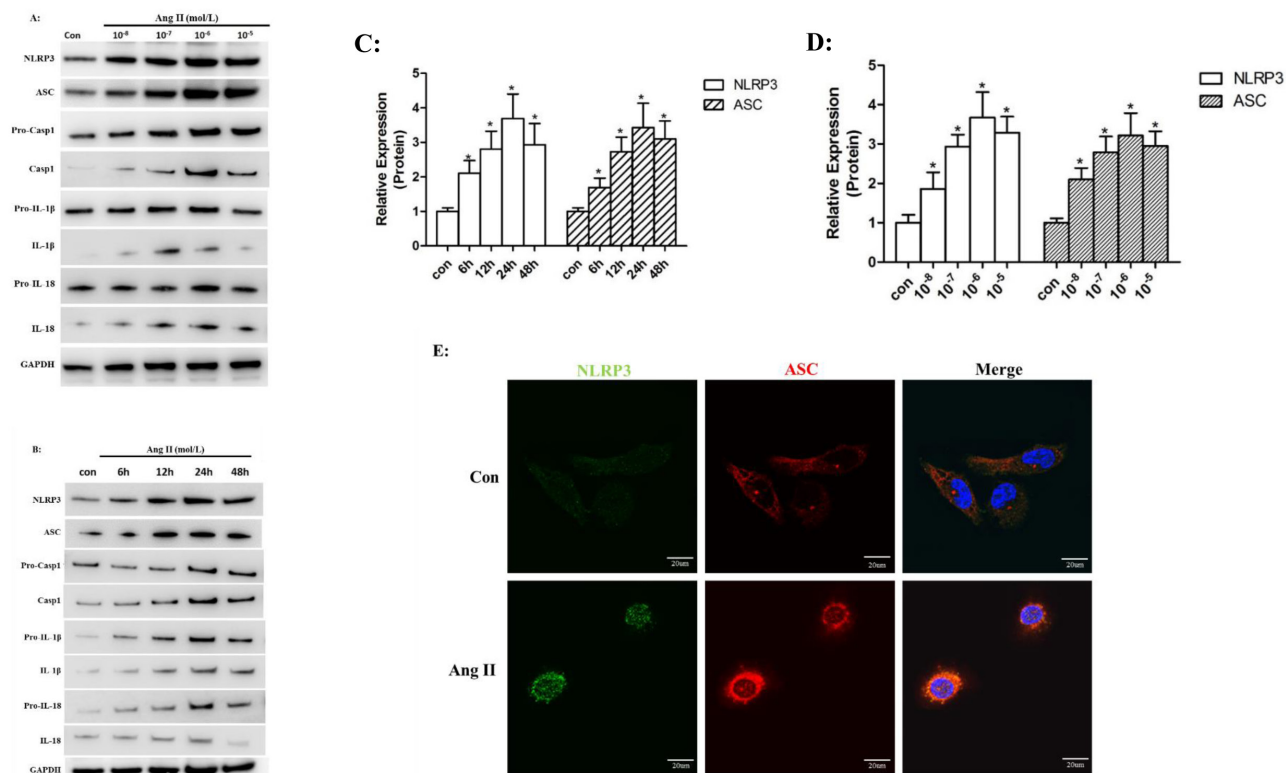 A:
Ang II (mol/L)
Con 10-8 10-7 10-6 10-5
NLRP3
ASC
Pro-Casp1
Casp1
Pro-IL-1β
IL-1β
Pro-IL-18
IL-18
GAPDH
B:
Ang II (mol/L)
con 6h 12h 24h 48h
NLRP3
ASC
Pro-Casp1
Casp1
Pro-IL-1β
IL-1β
Pro-IL-18
IL-18
GAPDH
C:
Relative Expression
(Protein)
5
4
3
2
1
0
* * * * * * * *
con 6h 12h 24h 48h con 6h 12h 24h 48h
NLRP3
ASC
D:
Relative Expression
(Protein)
5
4
3
2
1
0
* * * * * * * *
con 10-8 10-7 10-6 10-5 con 10-8 10-7 10-6 10-5
NLRP3
ASC
E:
NLRP3 ASC Merge
Con
20um 20um 20um
Ang II
20um 20um 20um